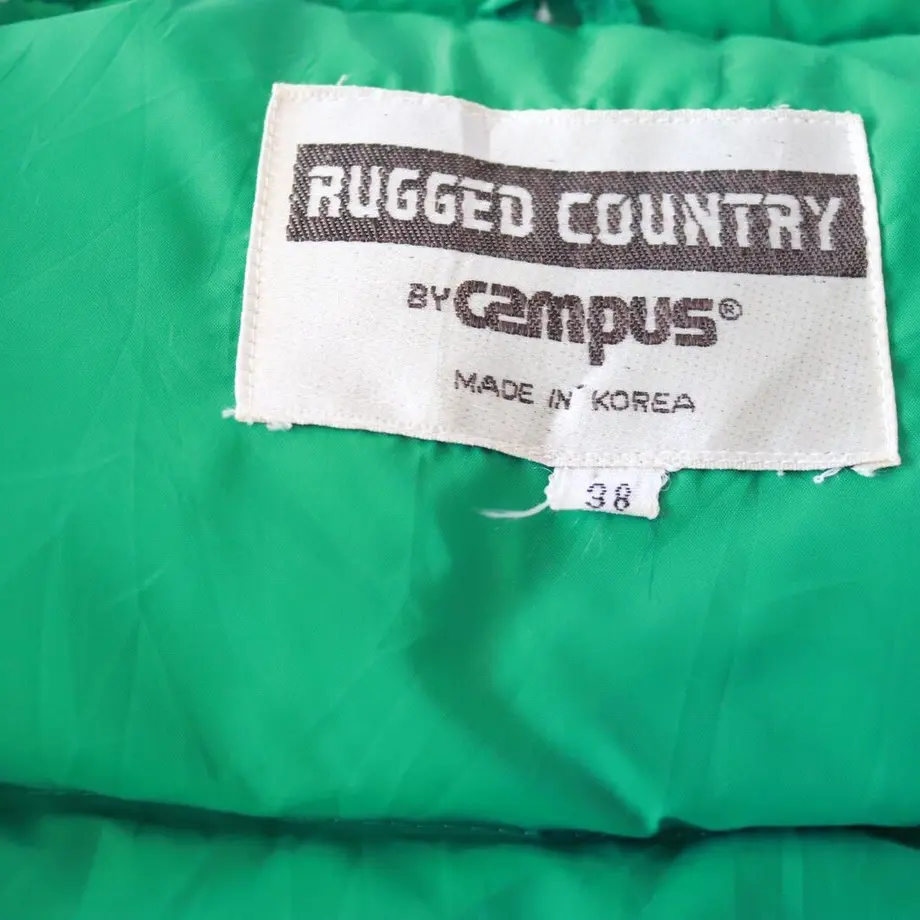 RUGGED COUNTRY
BY campus®
MADE IN KOREA
38